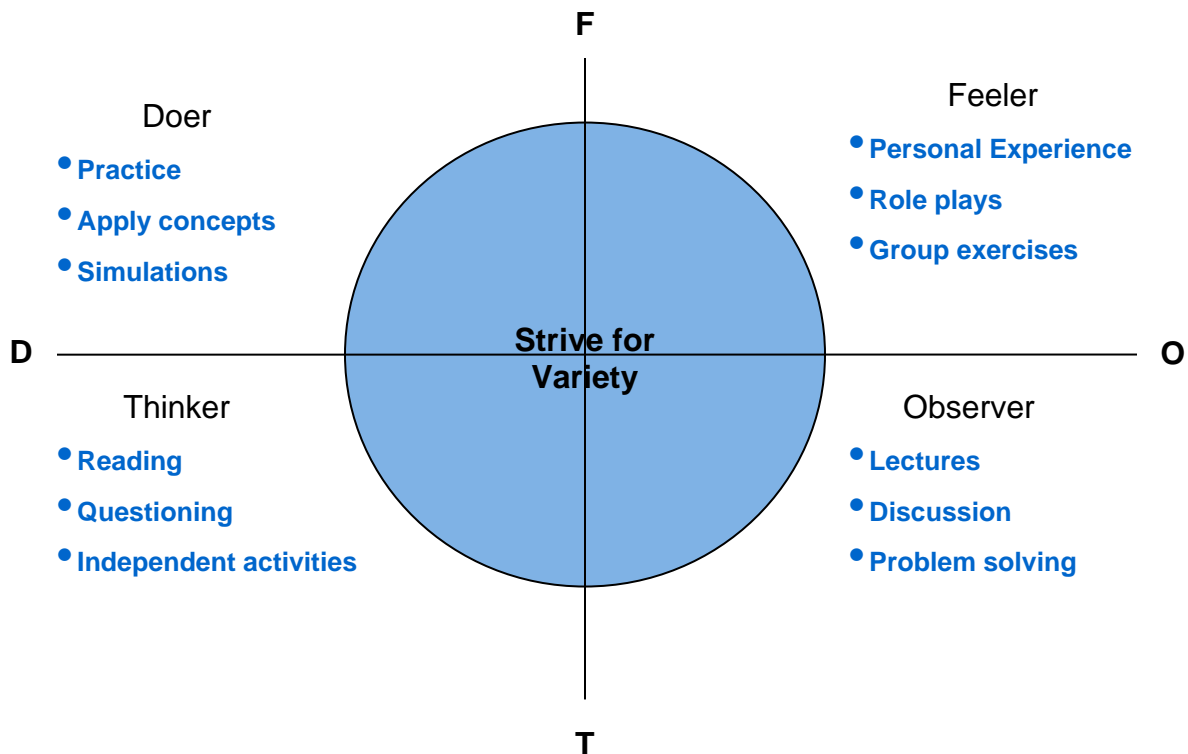 F
Doer
• Practice
• Apply concepts
• Simulations
Feeler
• Personal Experience
• Role plays
• Group exercises
D
Strive for
Variety
O
Thinker
• Reading
• Questioning
• Independent activities
Observer
• Lectures
• Discussion
• Problem solving
T